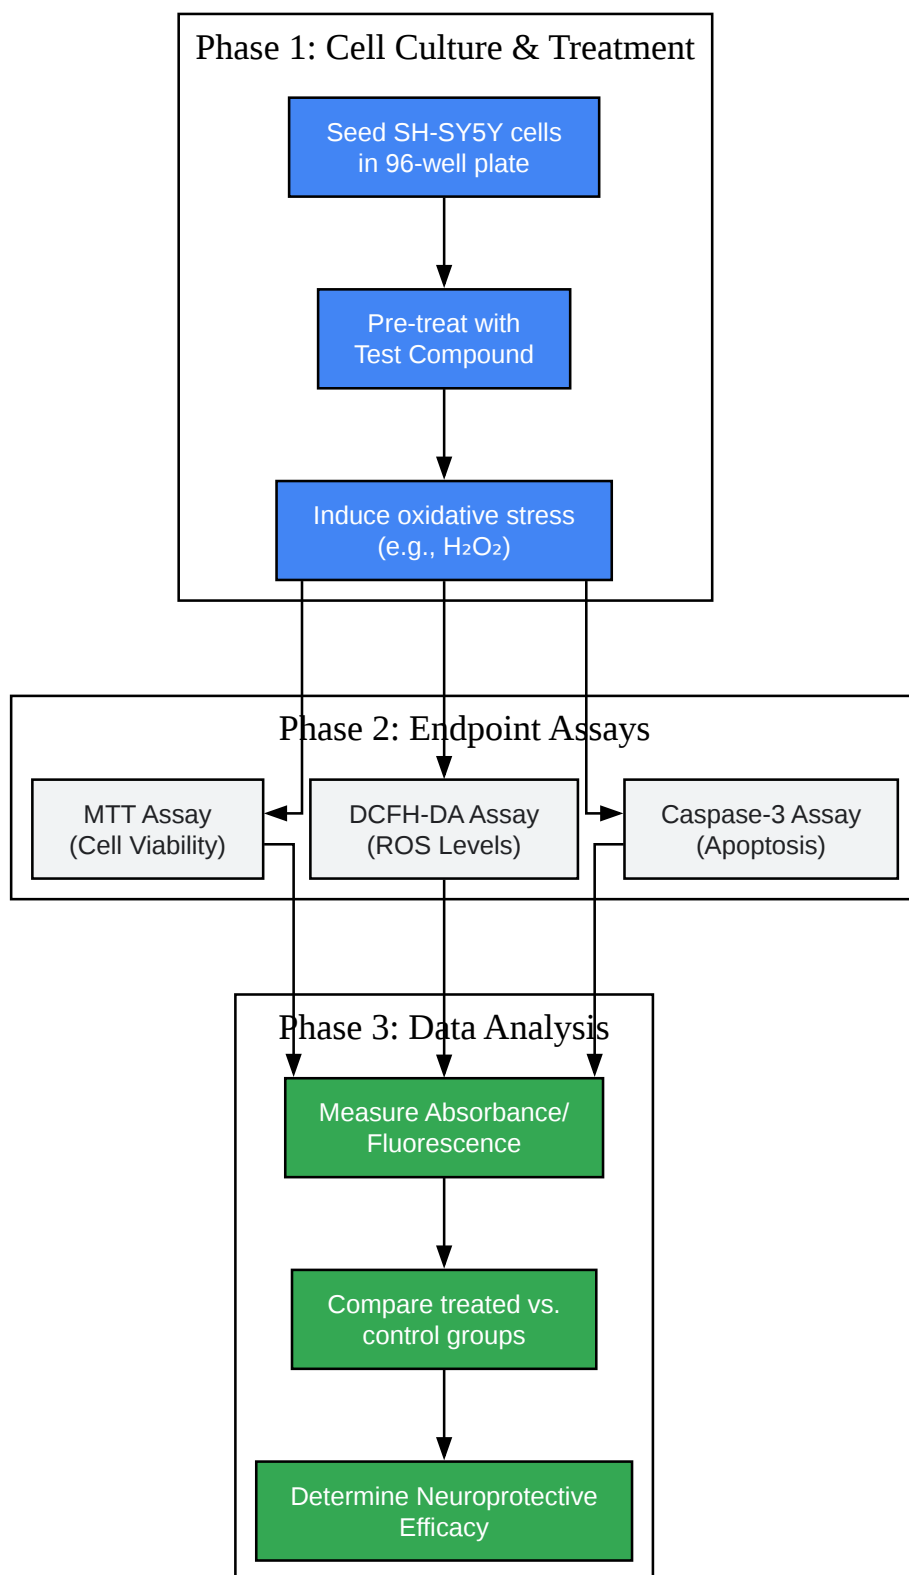 Phase 1: Cell Culture & Treatment
Seed SH-SY5Y cells
in 96-well plate
Pre-treat with
Test Compound
Induce oxidative stress
(e.g., H₂O₂)
Phase 2: Endpoint Assays
MTT Assay
(Cell Viability)
DCFH-DA Assay
(ROS Levels)
Caspase-3 Assay
(Apoptosis)
Phase 3: Data Analysis
Measure Absorbance/
Fluorescence
Compare treated vs.
control groups
Determine Neuroprotective
Efficacy